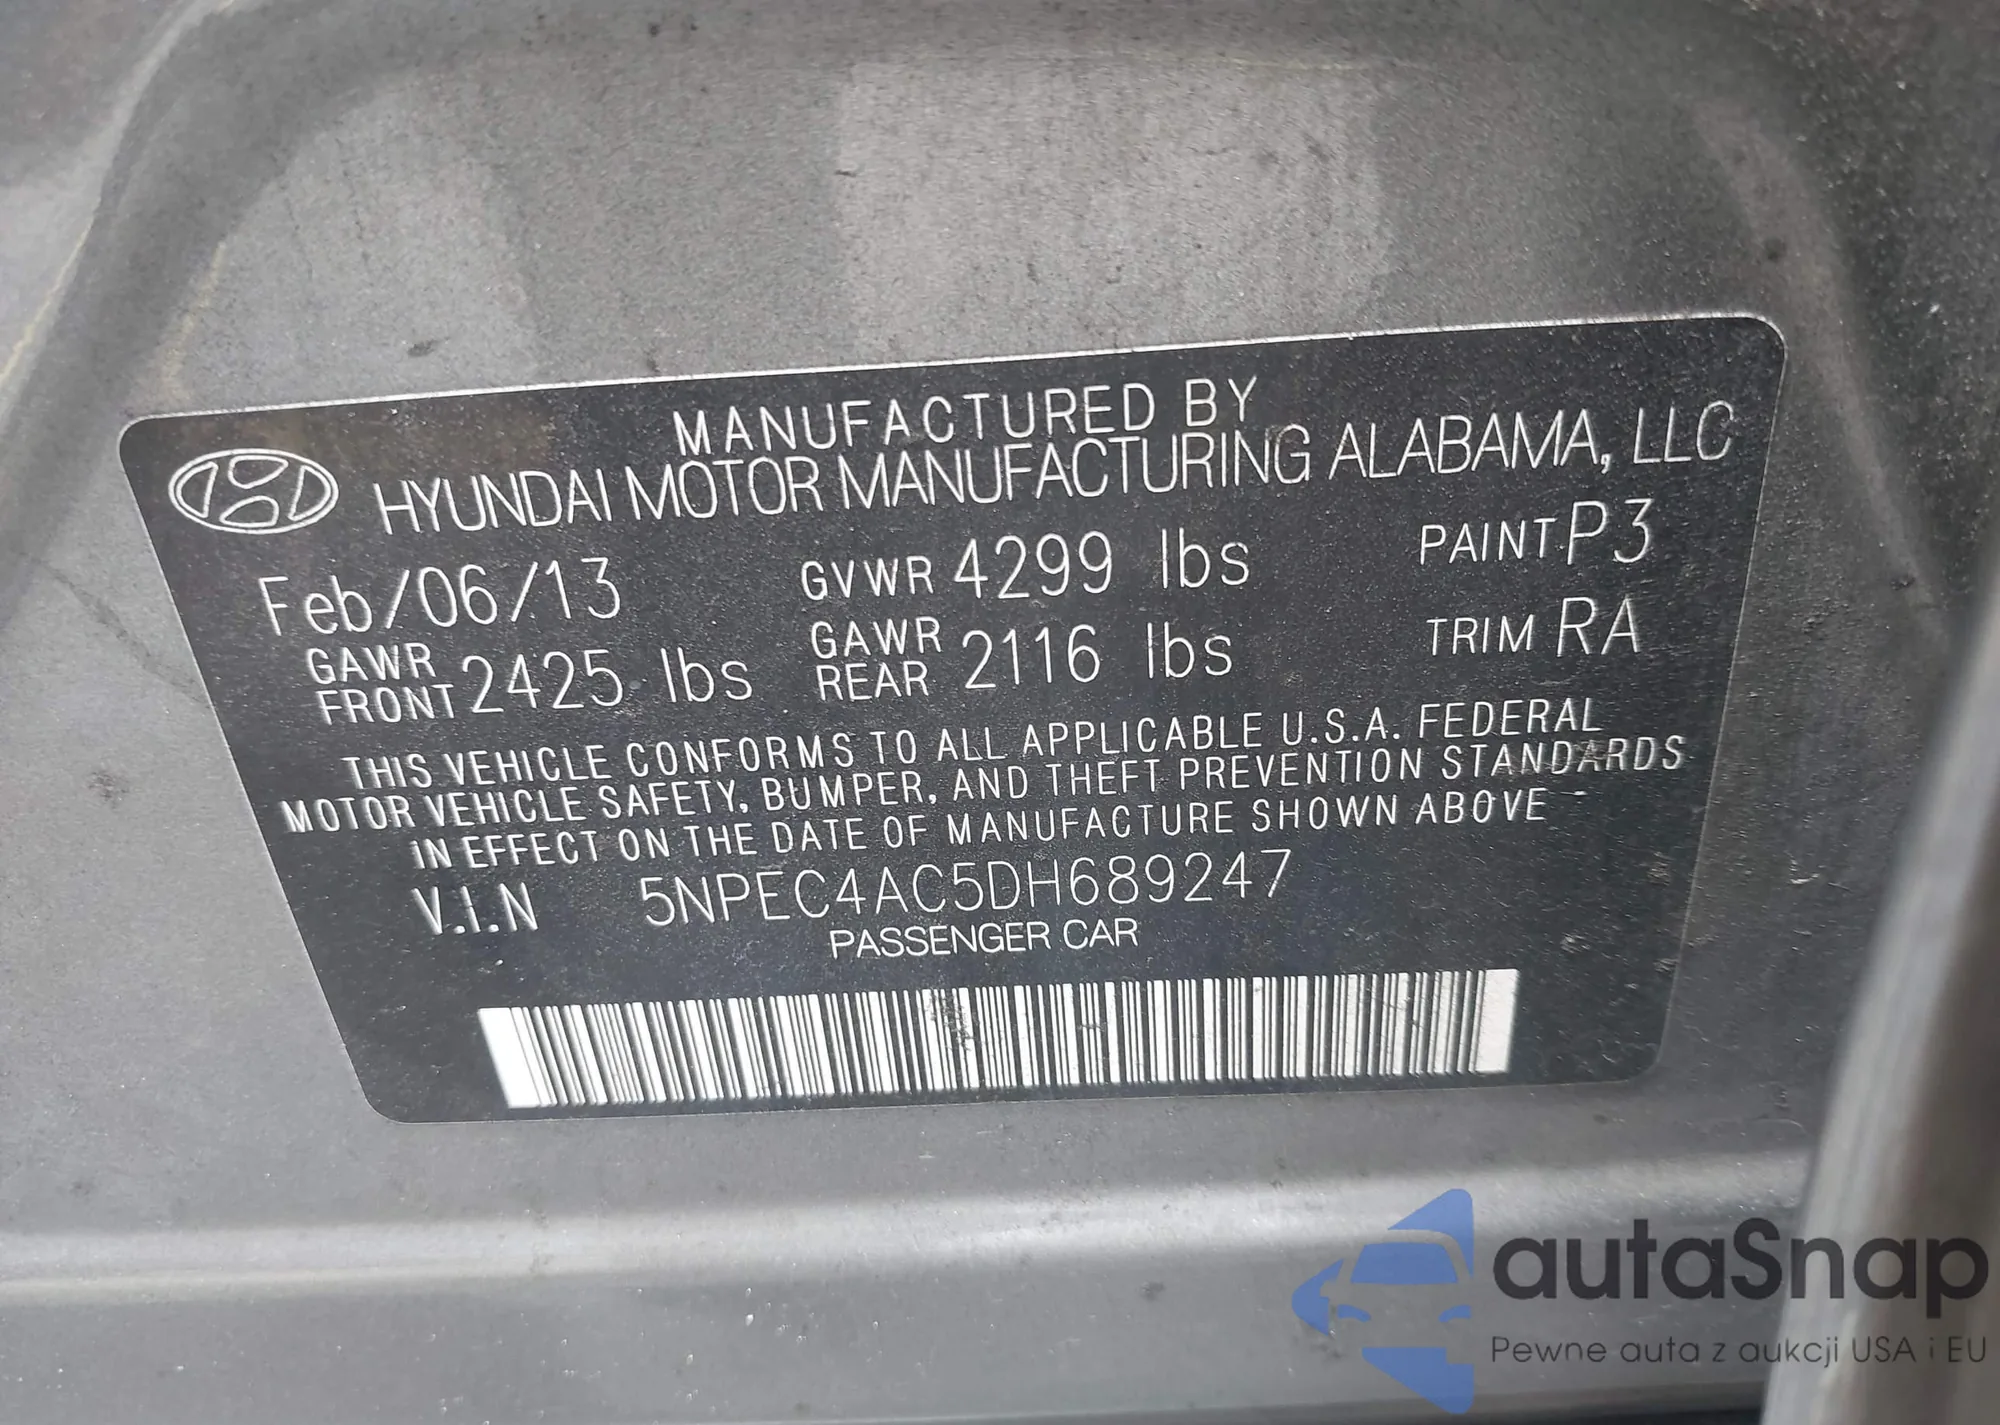 MANUFACTURED BY
HYUNDAI MOTOR MANUFACTURING ALABAMA, LLC
Feb/06/13 GVWR 4299 lbs PAINT P3
GAWR FRONT 2425 lbs GAWR REAR 2116 lbs TRIM RA
THIS VEHICLE CONFORMS TO ALL APPLICABLE U.S.A. FEDERAL
MOTOR VEHICLE SAFETY, BUMPER, AND THEFT PREVENTION STANDARDS
IN EFFECT ON THE DATE OF MANUFACTURE SHOWN ABOVE
V.I.N 5NPEC4AC5DH689247
PASSENGER CAR
autaSnap
Pewne auta z aukcji USA i EU